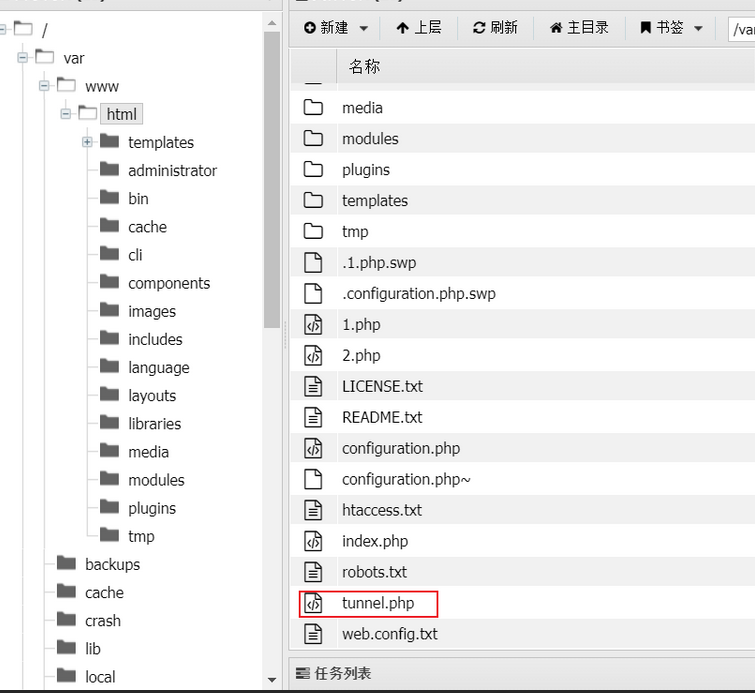 /
var
www
html
templates
administrator
bin
cache
cli
components
images
includes
language
layouts
libraries
media
modules
plugins
tmp
backups
cache
crash
lib
local
新建 上层 刷新 主目录 书签 /var
名称
media
modules
plugins
templates
tmp
.1.php.swp
.configuration.php.swp
1.php
2.php
LICENSE.txt
README.txt
configuration.php
configuration.php~
htaccess.txt
index.php
robots.txt
tunnel.php
web.config.txt
任务列表